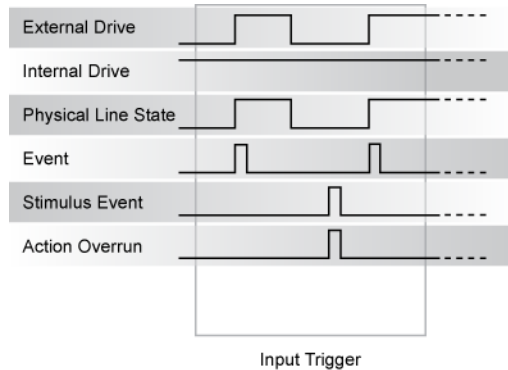 External Drive
Internal Drive
Physical Line State
Event
Stimulus Event
Action Overrun
Input Trigger